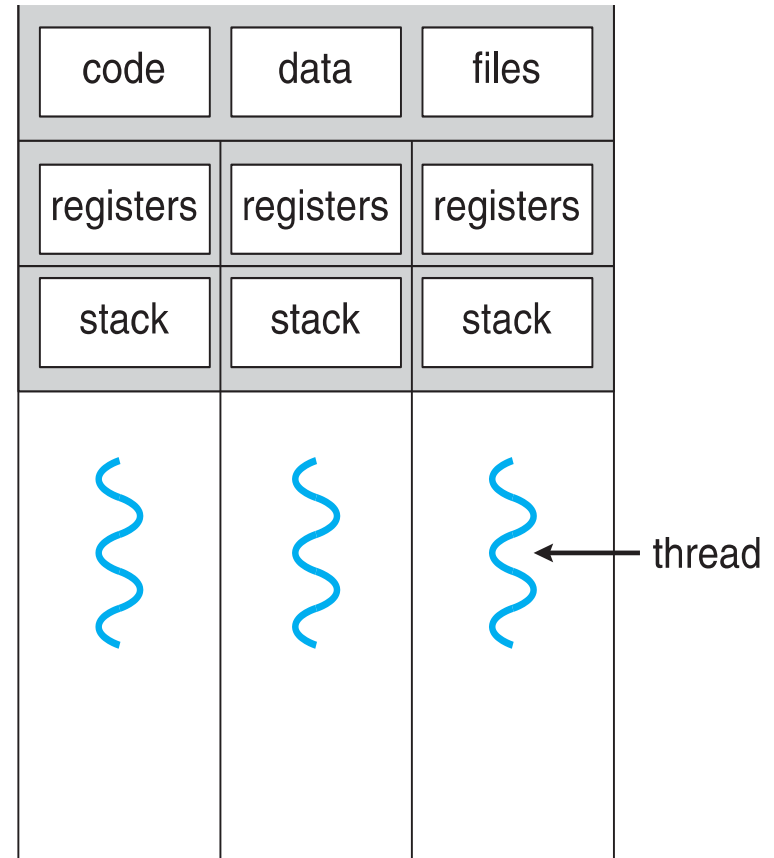 code data files
registers registers registers
stack stack stack
thread